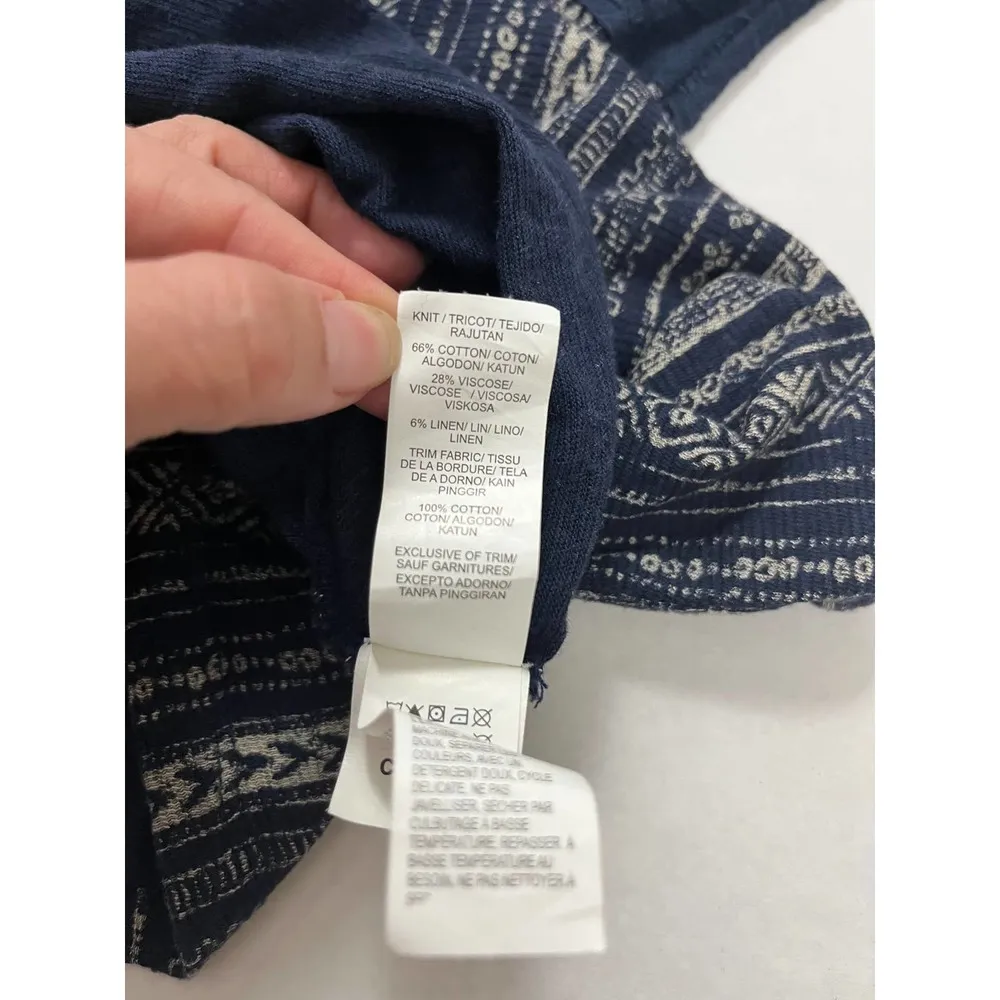 KNIT / TRICOT/ TEJIDO/
RAJUTAN
66% COTTON/ COTON/
ALGODON/ KATUN
28% VISCOSE/
VISCOSE / VISCOSA/
VISKOSA
6% LINEN/ LIN/ LINO/
LINEN
TRIM FABRIC/ TISSU
DE LA BORDURE/ TELA
DE A DORNO/ KAIN
PINGGIR
100% COTTON/
COTON/ ALGODON/
KATUN
EXCLUSIVE OF TRIM/
SAUF GARNITURES/
EXCEPTO ADORNO/
TANPA PINGGIRAN
C
DOUX, SEPARE
COULEURS, AVEC UN
DETERGENT DOUX, CYCLE
DELICATE, NE PAS
JAVELLISER, SECHER PAR
CULBUTAGE A BASSE
TEMPERATURE, REPASSER A
BASSE TEMPERATURE AU
BESOIN, NE PAS NETTOYER A